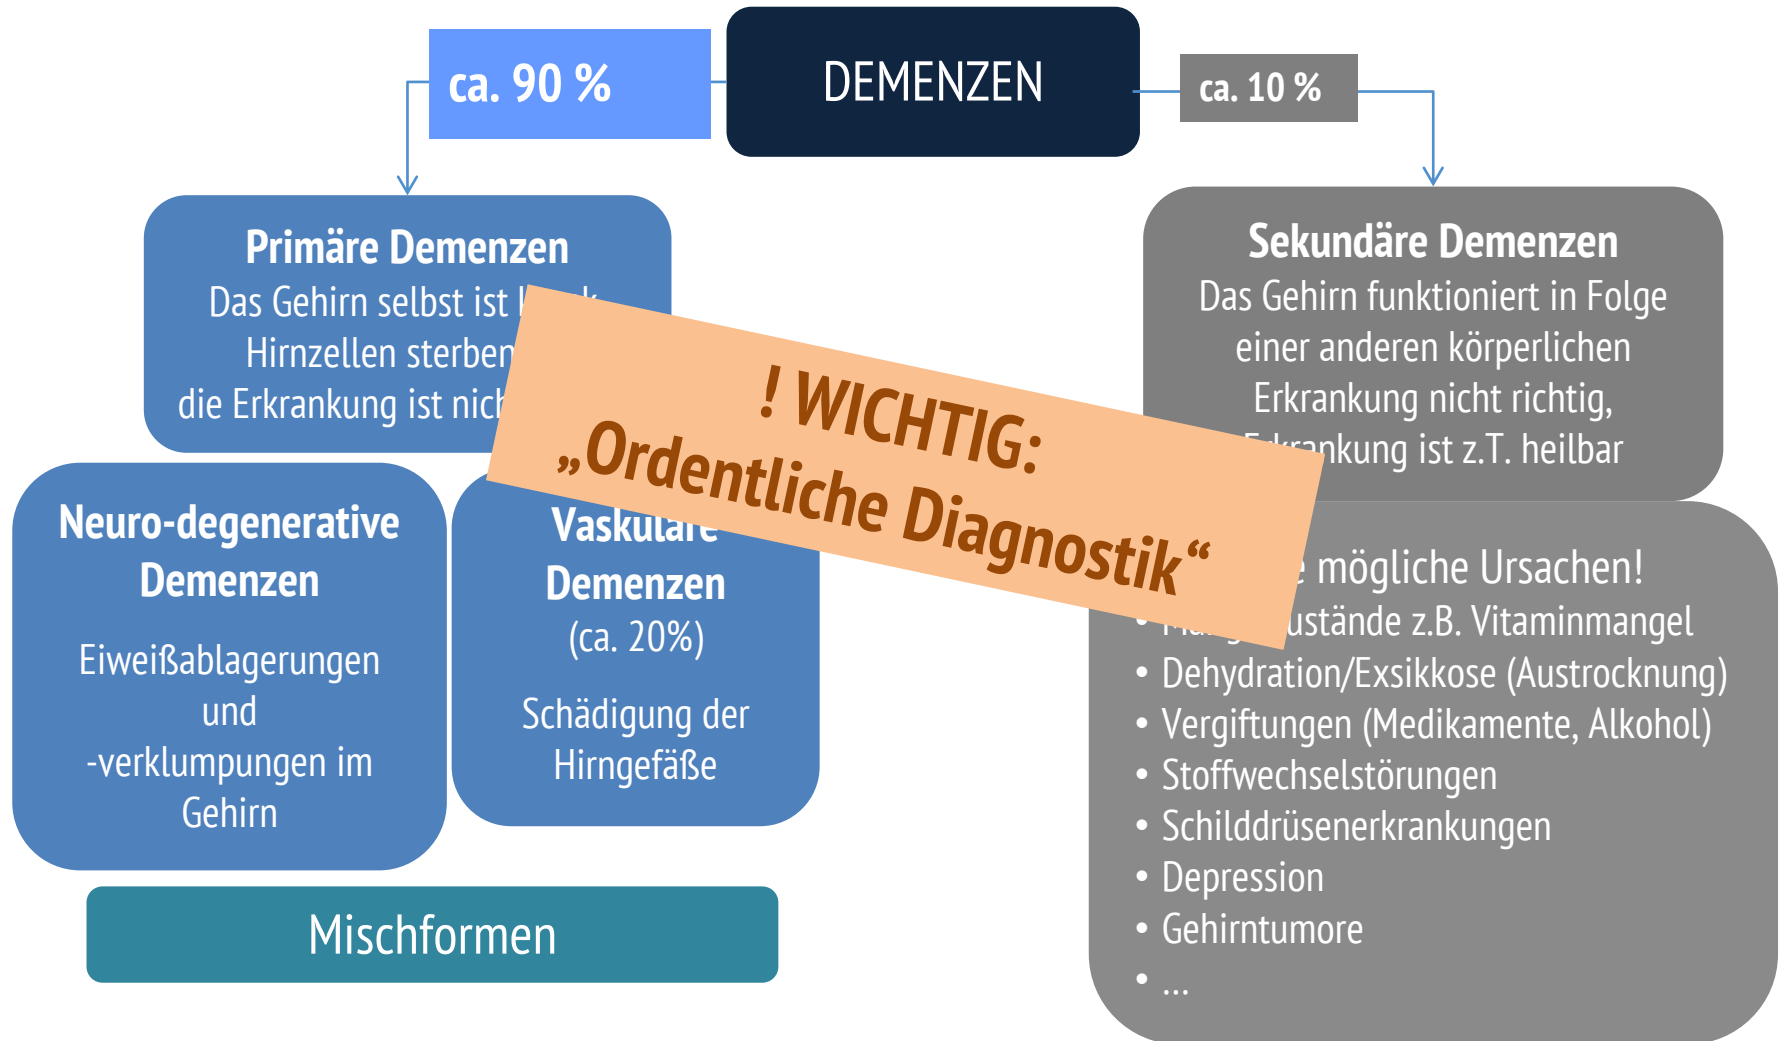 DEMENZEN
ca. 90 %
ca. 10 %
Primäre Demenzen
Das Gehirn selbst ist
Hirnzellen sterben
die Erkrankung ist
Sekundäre Demenzen
Das Gehirn funktioniert in Folge
einer anderen körperlichen
Erkrankung nicht richtig,
Erkrankung ist z.T. heilbar
! WICHTIG:
„Ordentliche Diagnostik“
Neuro-degenerative
Demenzen
Eiweißablagerungen
und
-verklumpungen im
Gehirn
Vaskuläre
Demenzen
(ca. 20%)
Schädigung der
Hirngefäße
Mischformen
mögliche Ursachen!
• z.B. Vitaminmangel
• Dehydration/Exsikkose (Austrocknung)
• Vergiftungen (Medikamente, Alkohol)
• Stoffwechselstörungen
• Schilddrüsenerkrankungen
• Depression
• Gehirntumore
• ...